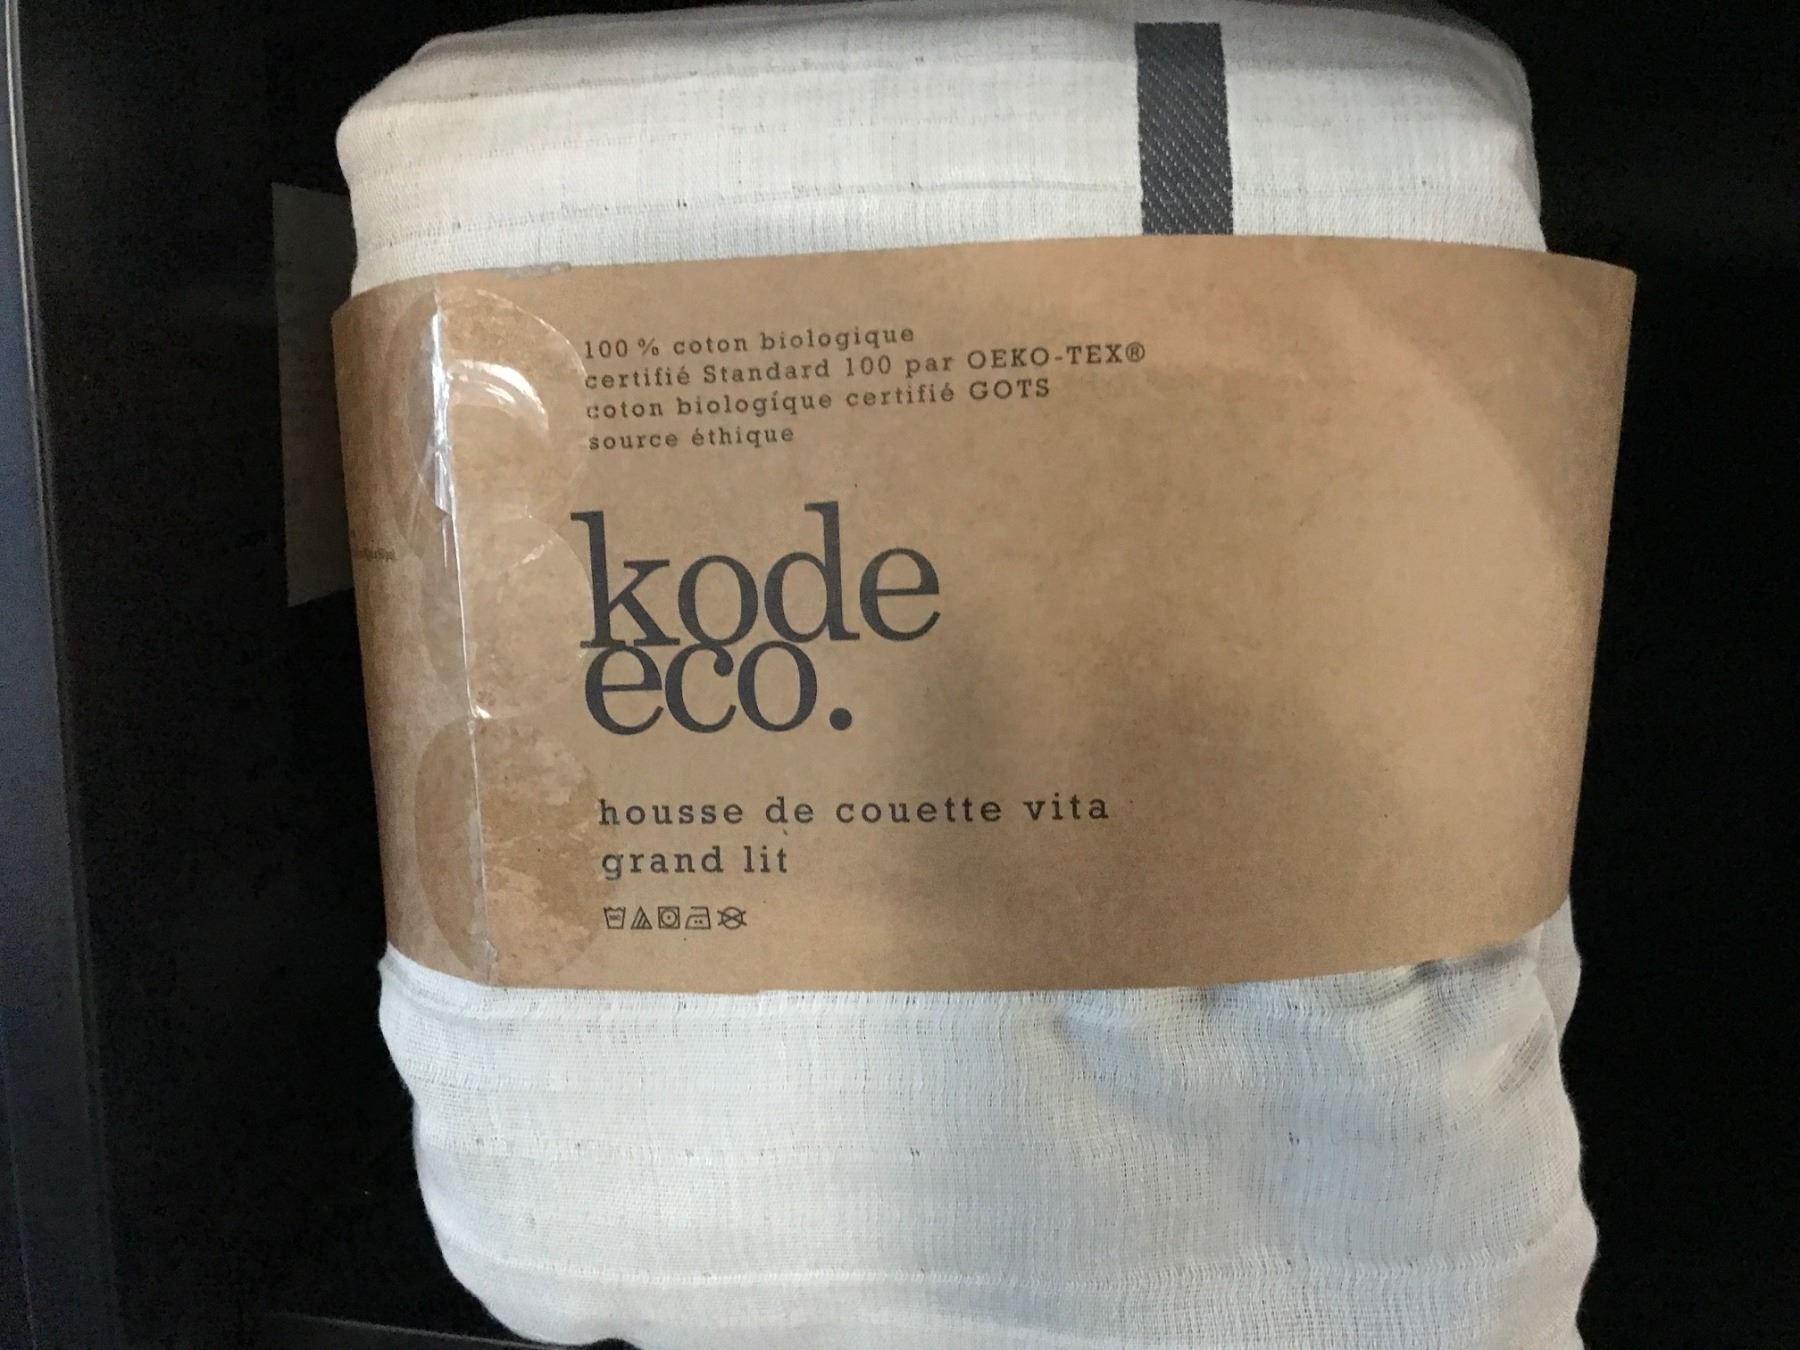 100 % coton biologique
certifié Standard 100 par OEKO-TEX®
coton biologique certifié GOTS
source éthique
kode
eco.
housse de couette vita
grand lit